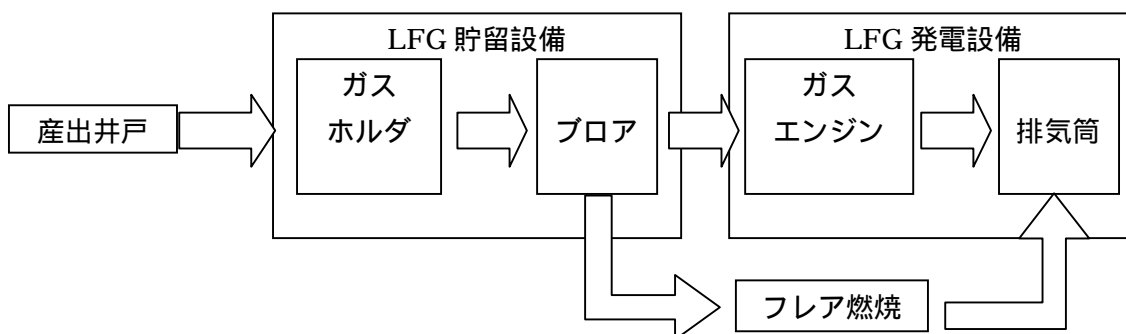 LFG 貯留設備
LFG 発電設備
産出井戸
ガス
ホルダ
ブロア
ガス
エンジン
排気筒
フレア燃焼